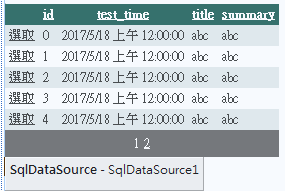 id test_time title summary
選取 0 2017/5/18 上午 12:00:00 abc abc
選取 1 2017/5/18 上午 12:00:00 abc abc
選取 2 2017/5/18 上午 12:00:00 abc abc
選取 3 2017/5/18 上午 12:00:00 abc abc
選取 4 2017/5/18 上午 12:00:00 abc abc
1 2
SqlDataSource - SqlDataSource1